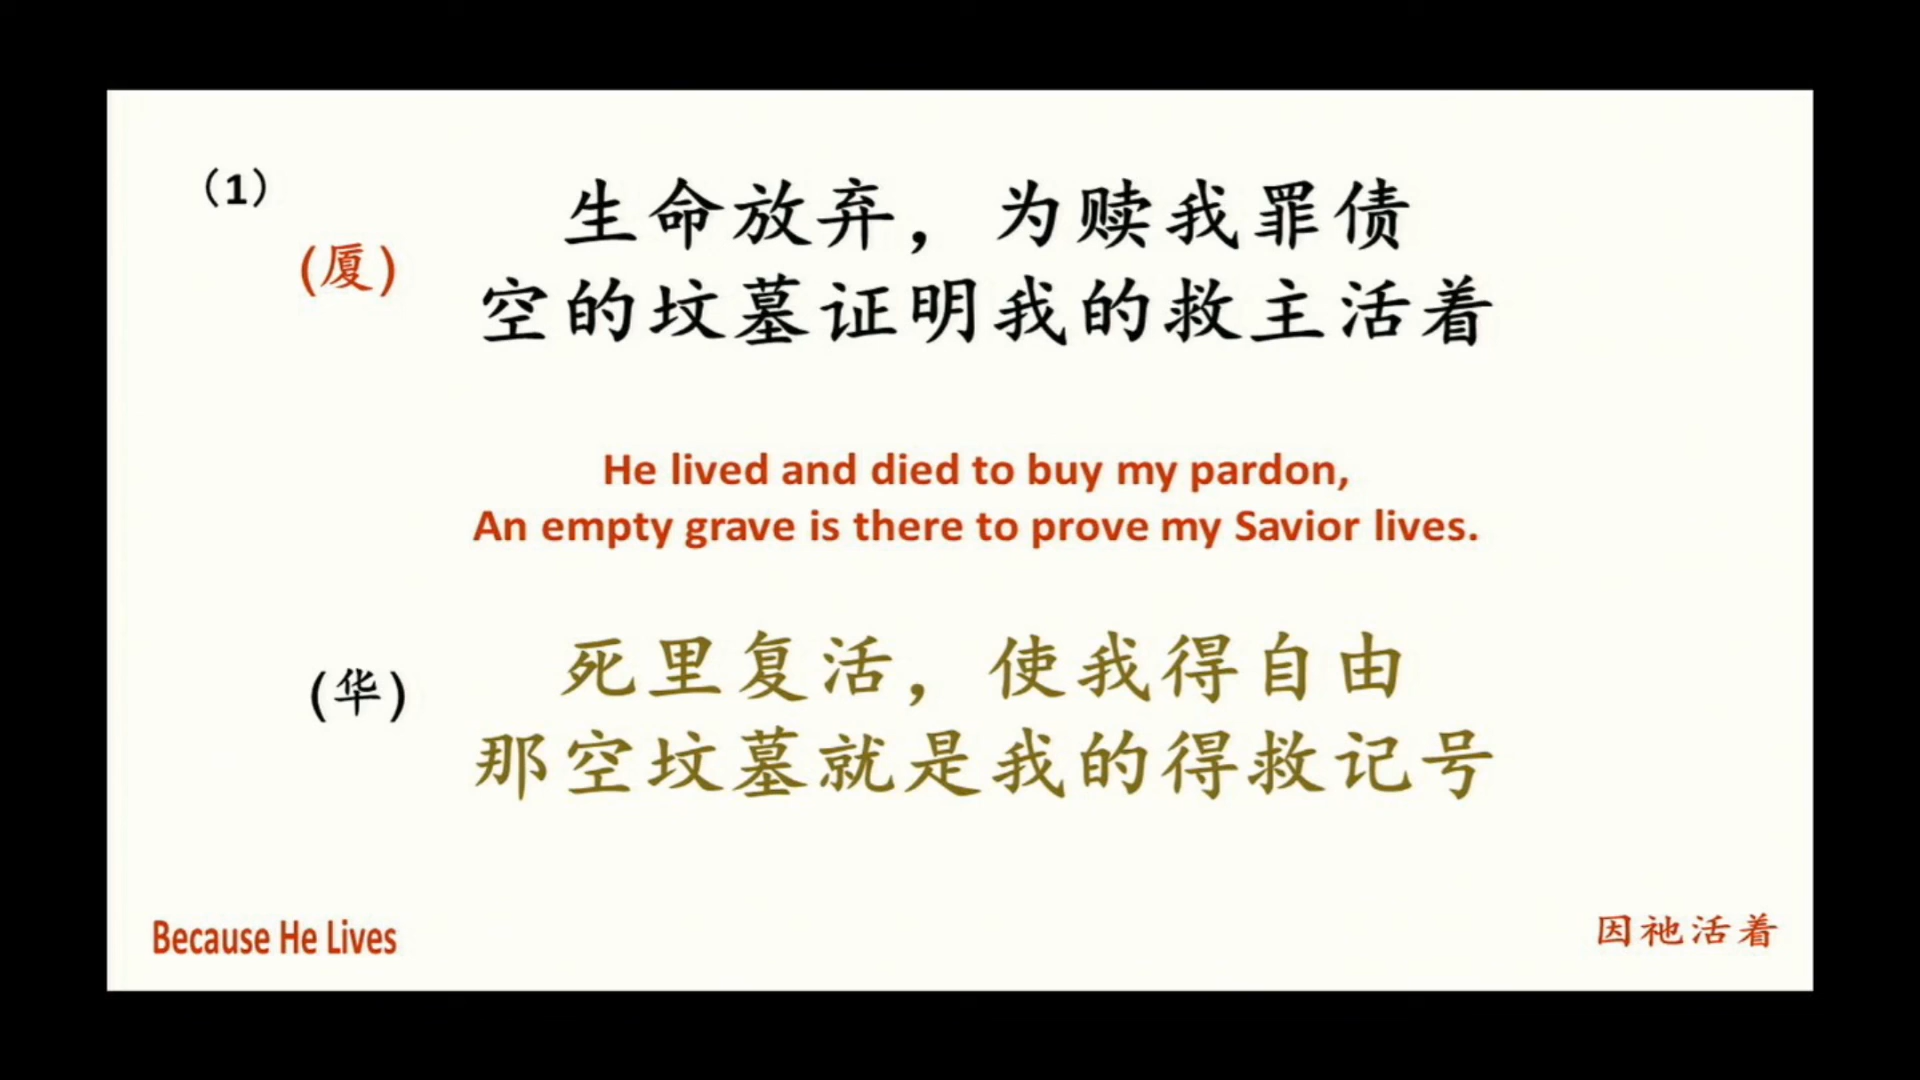 （1）
(厦)
生命放弃，为赎我罪债
空的坟墓证明我的救主活着
He lived and died to buy my pardon,
An empty grave is there to prove my Savior lives.
(华)
死里复活，使我得自由
那空坟墓就是我的得救记号
Because He Lives
因祂活着